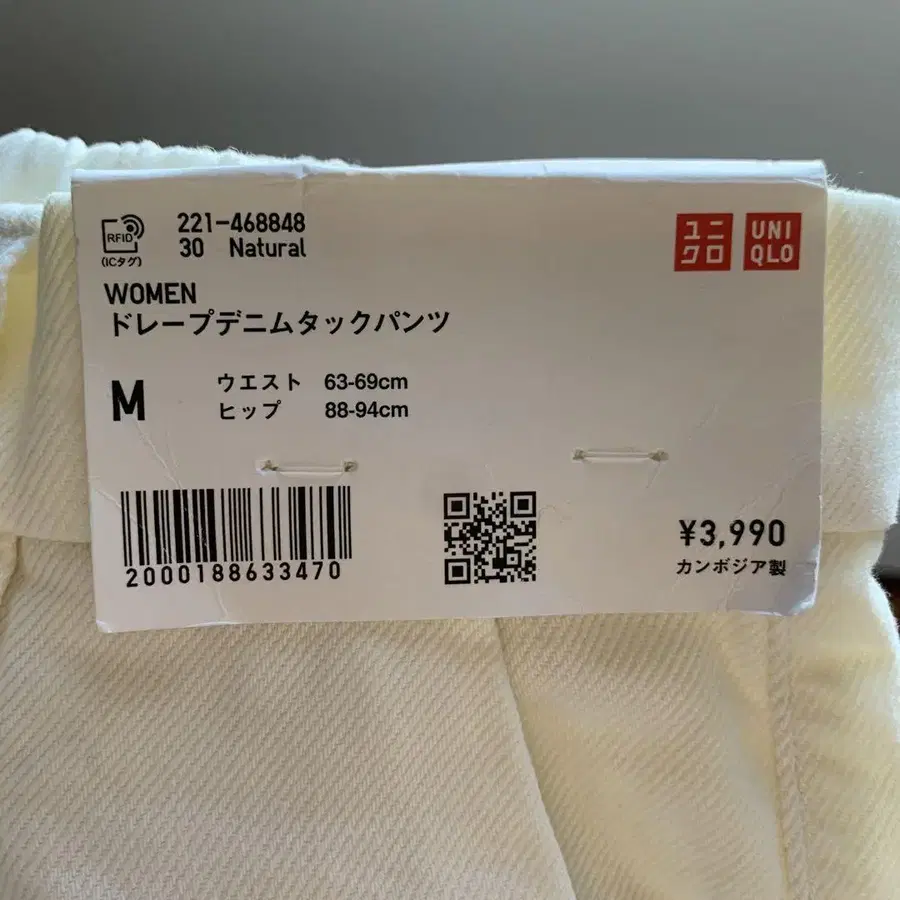 RFID
(ICタグ)
221-468848
30 Natural
ユニ
クロ
UNI
QLO
WOMEN
ドレープデニムタックパンツ
M
ウエスト 63-69cm
ヒップ 88-94cm
2000188633470
¥3,990
カンボジア製